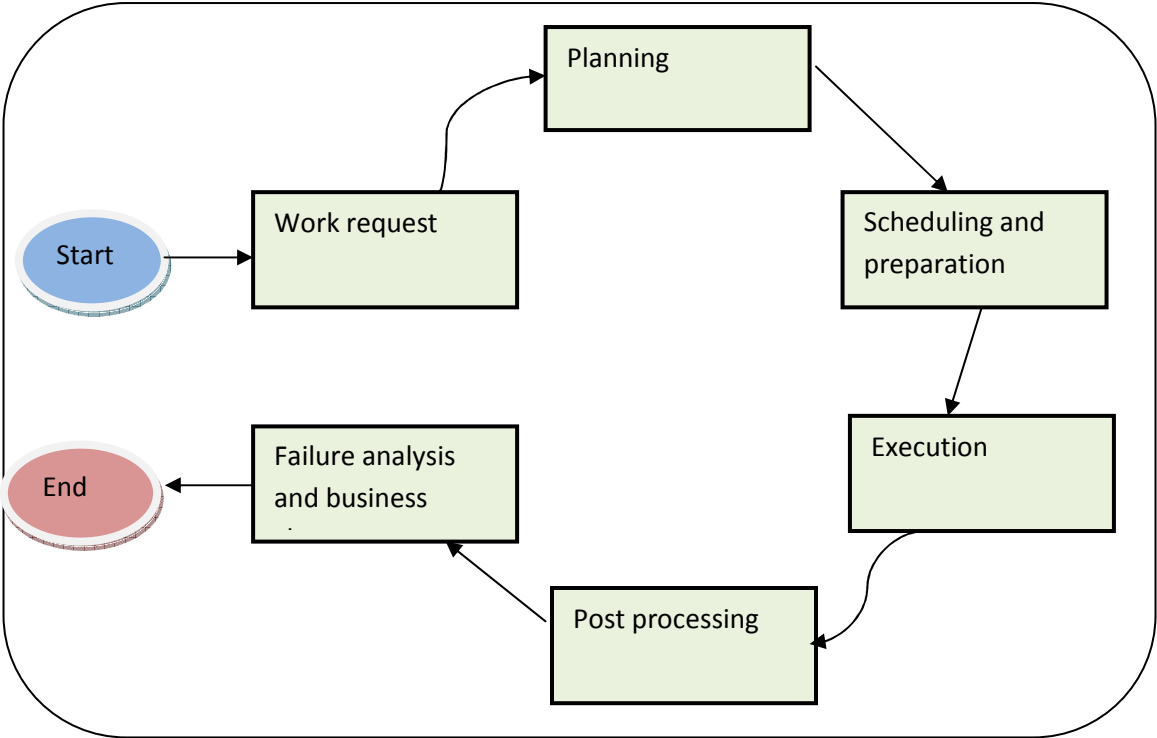 Start
Work request
Planning
Scheduling and
preparation
Execution
Post processing
Failure analysis
and business
End